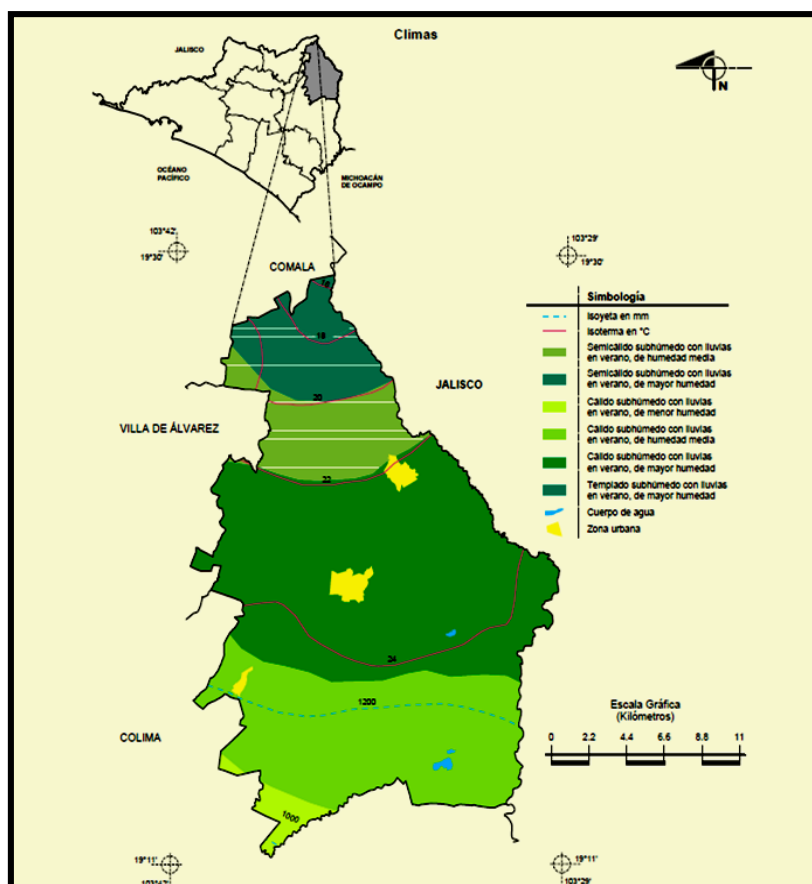 Climas
JALISCO
N
OCÉANO
PACÍFICO
MICHOACÁN
DE OCAMPO
103°42'
19°30'
103°29'
19°30'
COMALA
16
18
20
22
24
1200
1000
JALISCO
VILLA DE ÁLVAREZ
COLIMA
Simbología
Isoyeta en mm
Isoterma en °C
Semicálido subhúmedo con lluvias
en verano, de humedad media
Semicálido subhúmedo con lluvias
en verano, de mayor humedad
Cálido subhúmedo con lluvias
en verano, de menor humedad
Cálido subhúmedo con lluvias
en verano, de humedad media
Cálido subhúmedo con lluvias
en verano, de mayor humedad
Templado subhúmedo con lluvias
en verano, de mayor humedad
Cuerpo de agua
Zona urbana
Escala Gráfica
(Kilómetros)
0 2.2 4.4 6.6 8.8 11
19°11'
19°11'
103°29'